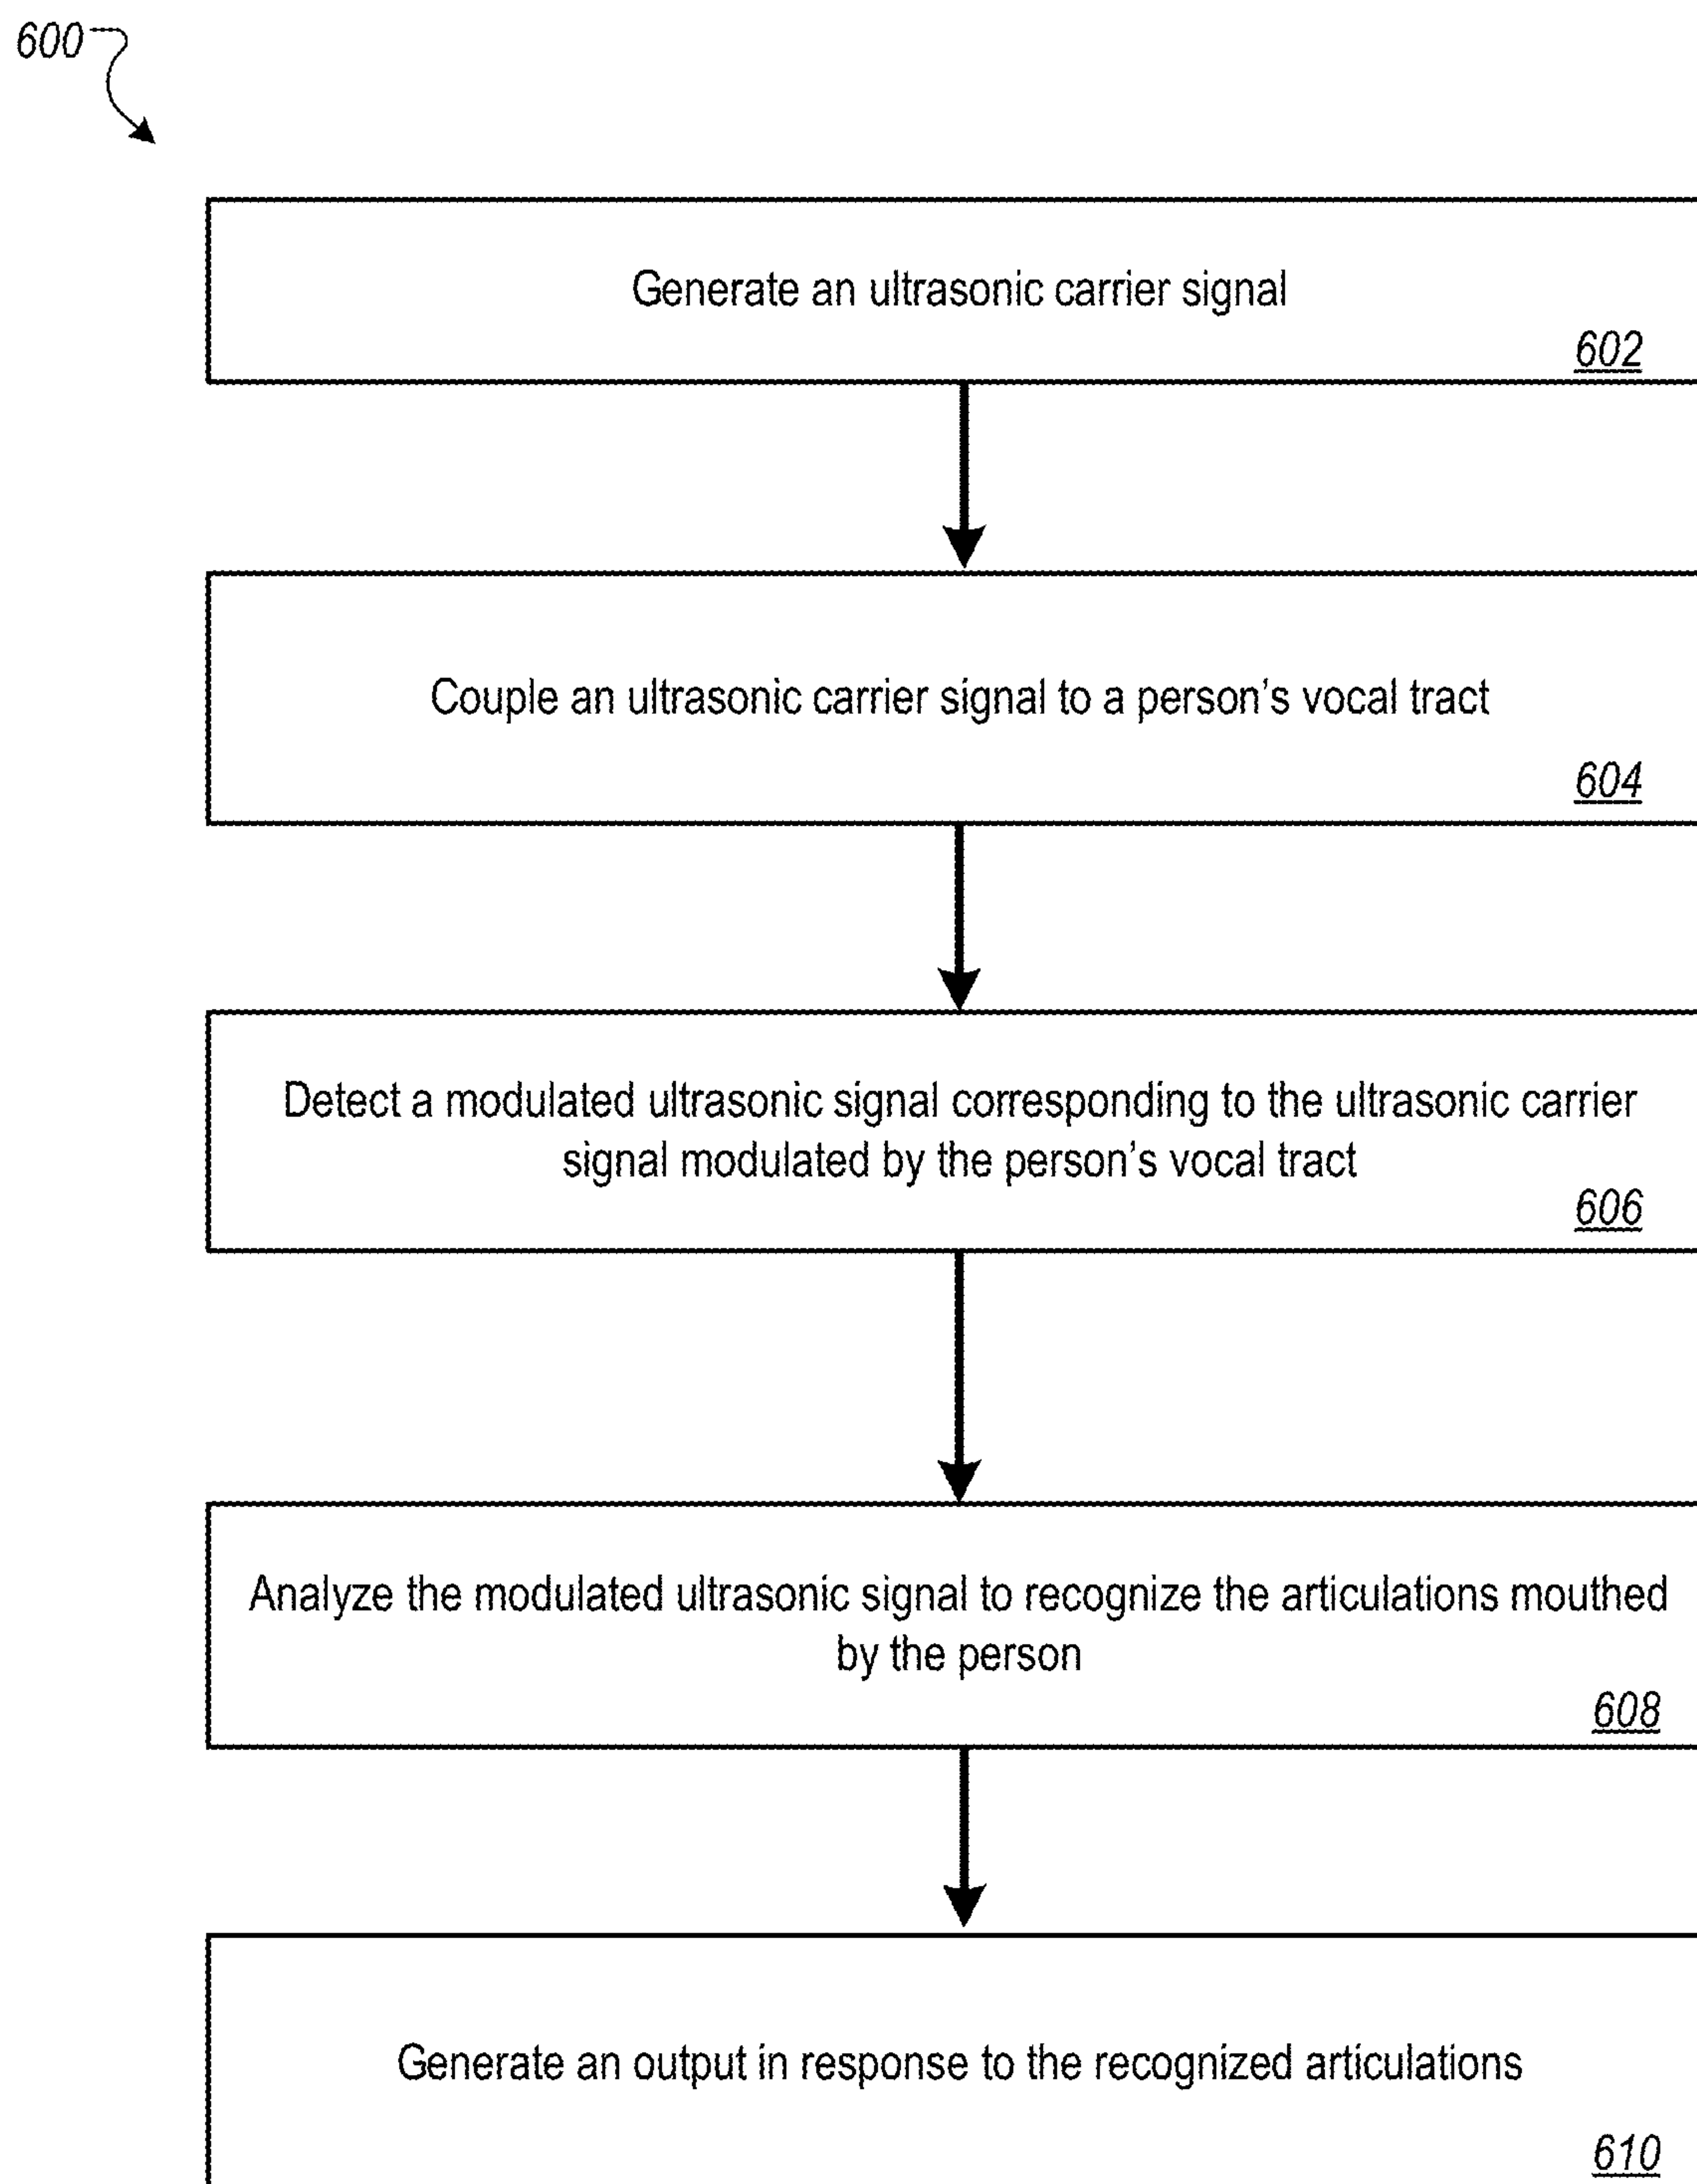 600
Generate an ultrasonic carrier signal
602
Couple an ultrasonic carrier signal to a person's vocal tract
604
Detect a modulated ultrasonic signal corresponding to the ultrasonic carrier
signal modulated by the person's vocal tract
606
Analyze the modulated ultrasonic signal to recognize the articulations mouthed
by the person
608
Generate an output in response to the recognized articulations
610